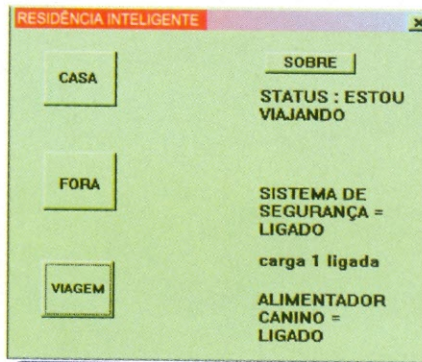 RESIDÊNCIA INTELIGENTE
CASA
SOBRE
STATUS : ESTOU
VIAJANDO
FORA
SISTEMA DE
SEGURANÇA =
LIGADO
carga 1 ligada
VIAGEM
ALIMENTADOR
CANINO =
LIGADO